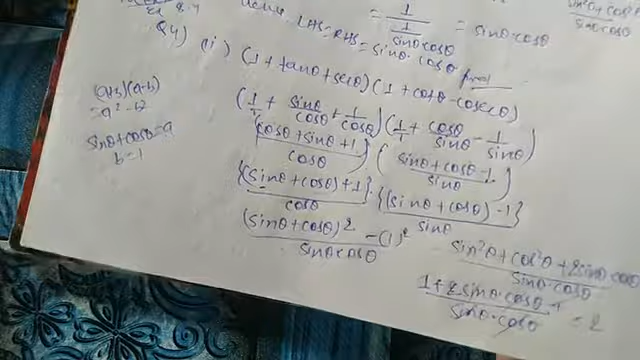 = 1/(1/sinθ·cosθ) = sinθ·cosθ
LHS = RHS = sinθ·cosθ
Q4) (i) (1 + tanθ + secθ)(1 + cotθ - cosecθ)
(1/1 + sinθ/cosθ + 1/cosθ)(1/1 + cosθ/sinθ - 1/sinθ)
(a+b)(a-b)
= a² - b²
sinθ + cosθ = a
b = 1
(cosθ + sinθ + 1/cosθ)(sinθ + cosθ - 1/sinθ)
{(sinθ + cosθ) + 1}/cosθ · {(sinθ + cosθ) - 1}/sinθ
(sinθ + cosθ)² - (1)²/sinθ·cosθ
sin²θ + cos²θ + 2sinθ·cosθ/sinθ·cosθ
1 + 2sinθ·cosθ/sinθ·cosθ = 2